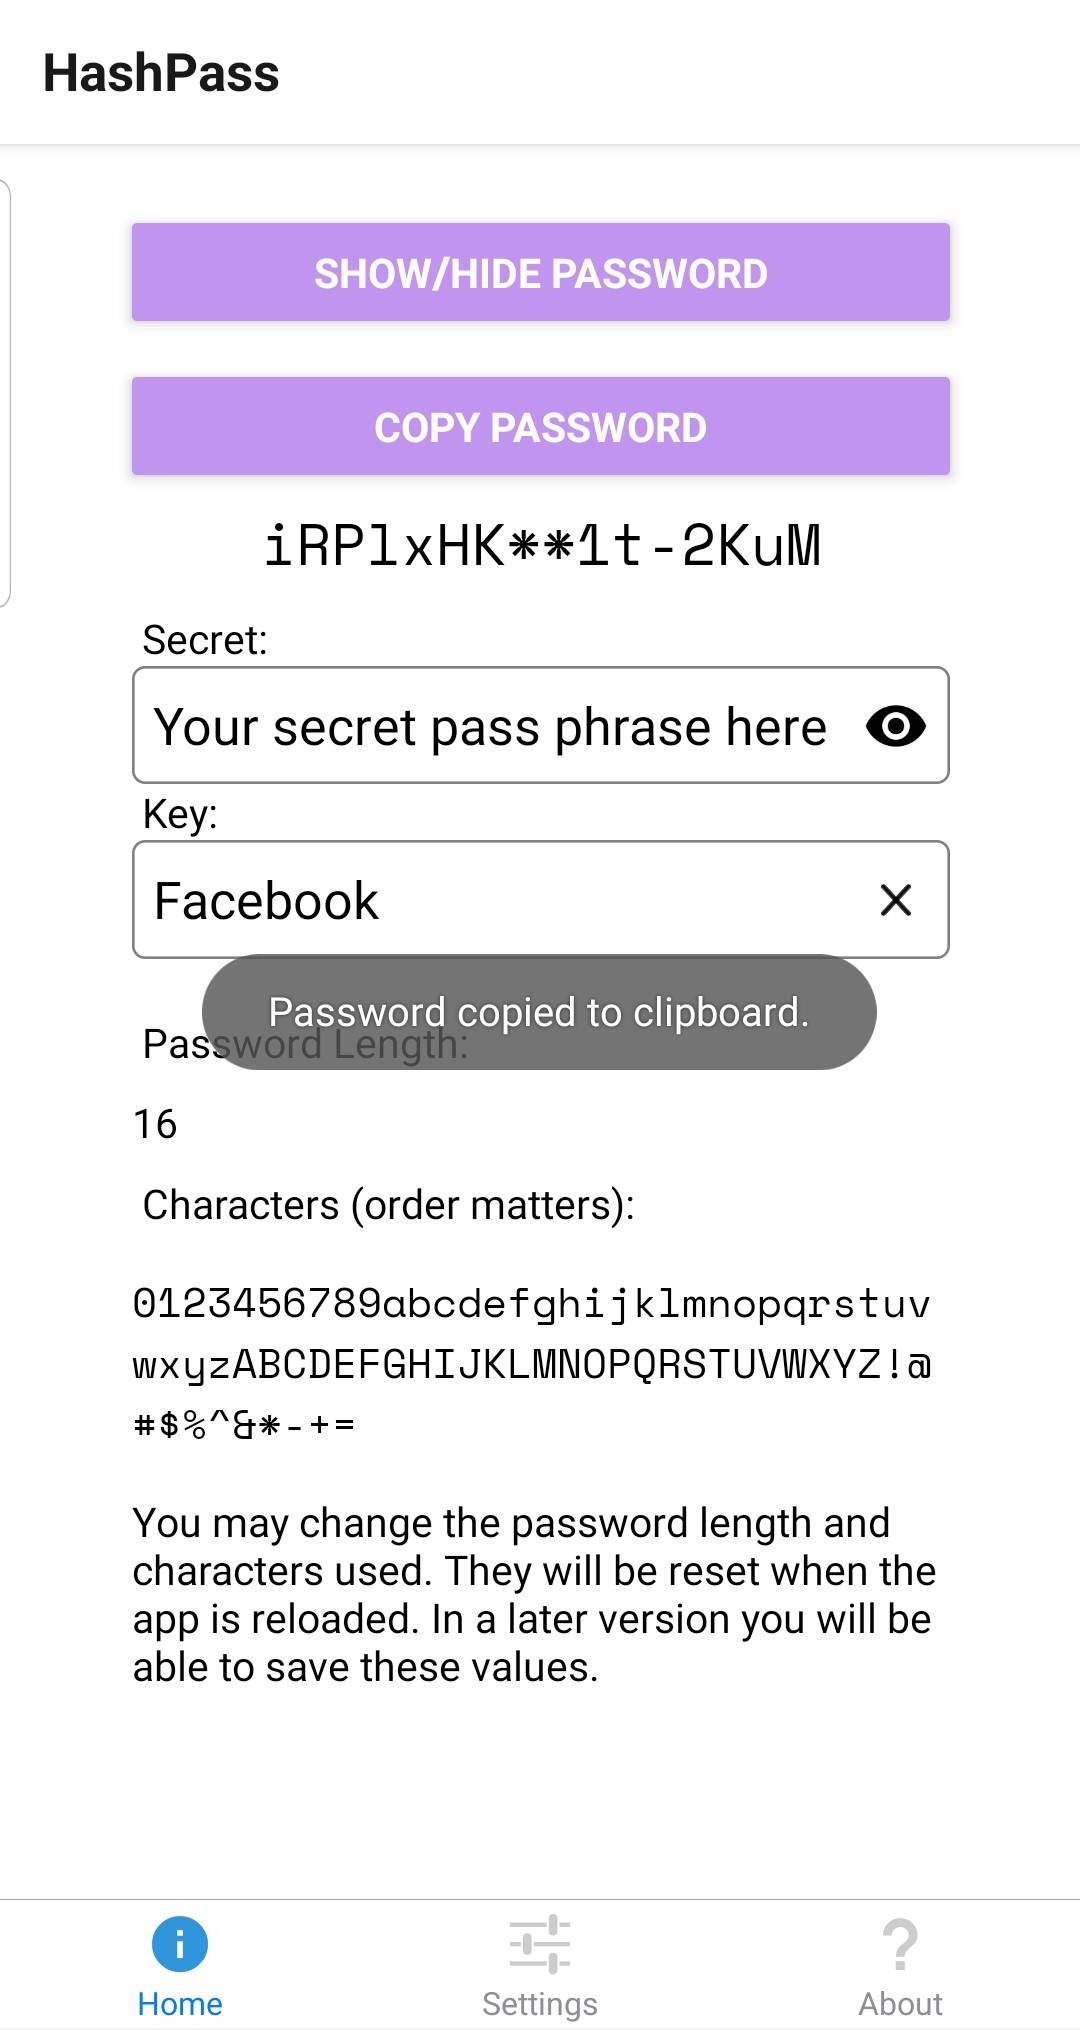 HashPass
SHOW/HIDE PASSWORD
COPY PASSWORD
iRPlxHK**1t-2KuM
Secret:
Your secret pass phrase here
Key:
Facebook
Password copied to clipboard.
Password Length:
16
Characters (order matters):
0123456789abcdefghijklmnopqrstuv
wxyzABCDEFGHIJKLMNOPQRSTUVWXYZ!@
#$%^&*-+=
You may change the password length and
characters used. They will be reset when the
app is reloaded. In a later version you will be
able to save these values.
Home
Settings
About